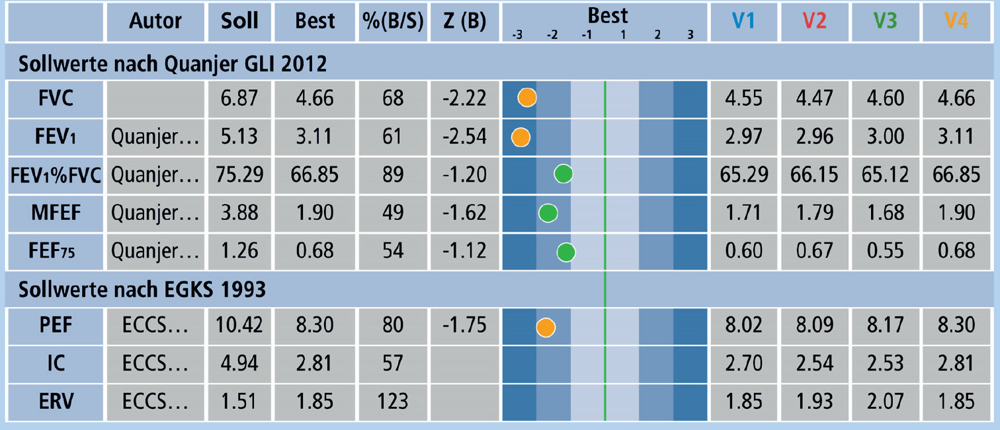 Autor Soll Best %(B/S) Z (B) Best V1 V2 V3 V4
-3 -2 -1 1 2 3
Sollwerte nach Quanjer GLI 2012
FVC 6.87 4.66 68 -2.22 4.55 4.47 4.60 4.66
FEV1 Quanjer... 5.13 3.11 61 -2.54 2.97 2.96 3.00 3.11
FEV1%FVC Quanjer... 75.29 66.85 89 -1.20 65.29 66.15 65.12 66.85
MFEF Quanjer... 3.88 1.90 49 -1.62 1.71 1.79 1.68 1.90
FEF75 Quanjer... 1.26 0.68 54 -1.12 0.60 0.67 0.55 0.68
Sollwerte nach EGKS 1993
PEF ECCS... 10.42 8.30 80 -1.75 8.02 8.09 8.17 8.30
IC ECCS... 4.94 2.81 57 2.70 2.54 2.53 2.81
ERV ECCS... 1.51 1.85 123 1.85 1.93 2.07 1.85